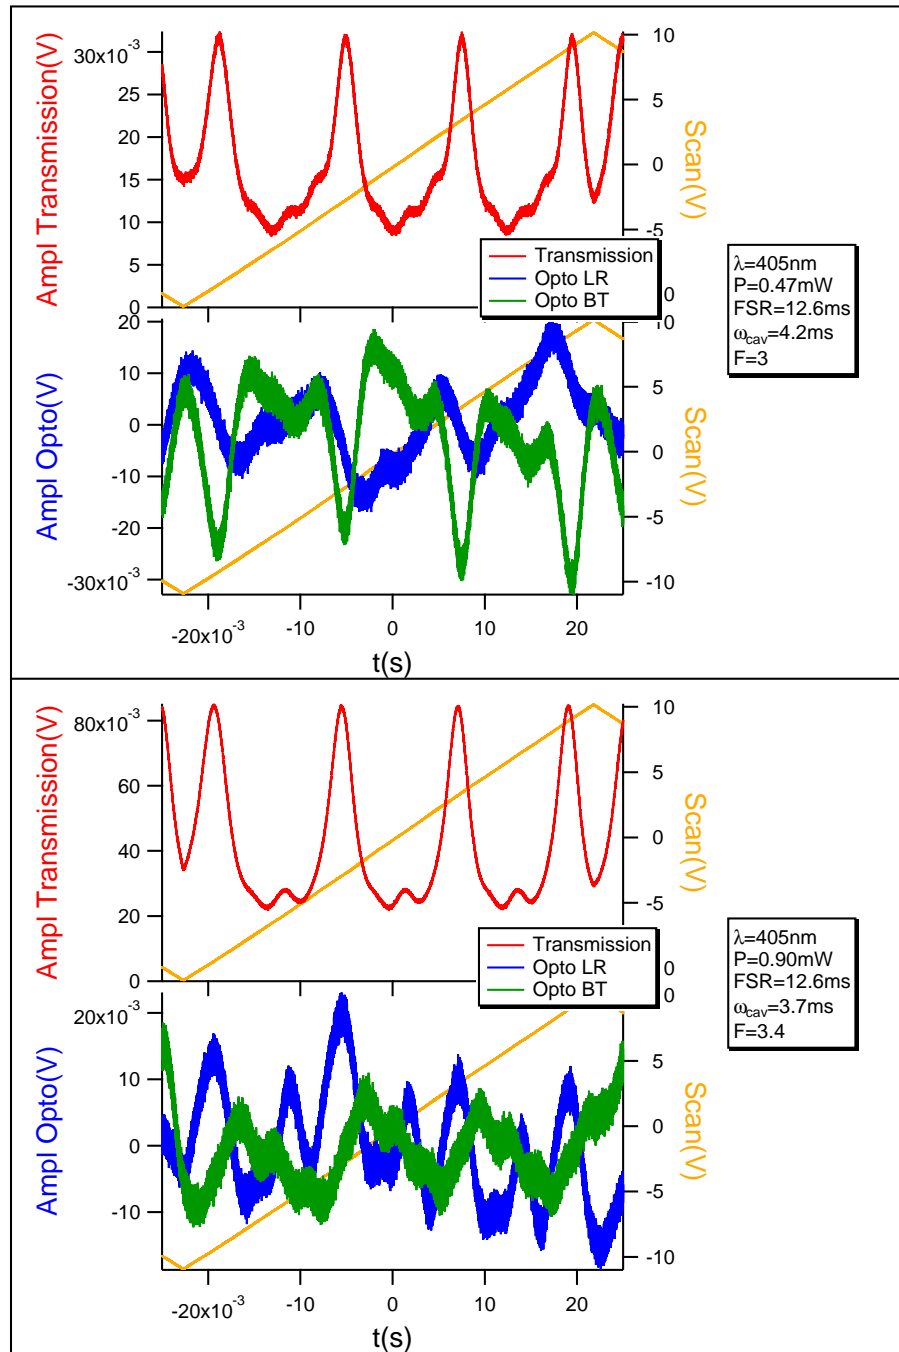 Ampl Transmission(V)
30x10⁻³
25
20
15
10
5
0
10
5
0
-5
0
Scan(V)
Transmission
Opto LR
Opto BT
λ=405nm
P=0.47mW
FSR=12.6ms
ωcav=4.2ms
F=3
Ampl Opto(V)
20
10
0
-10
-20
-30x10⁻³
10
5
0
-5
-10
Scan(V)
-20x10⁻³
-10
0
10
20
t(s)
Ampl Transmission(V)
80x10⁻³
60
40
20
0
10
5
0
-5
0
0
Scan(V)
Transmission
Opto LR
Opto BT
λ=405nm
P=0.90mW
FSR=12.6ms
ωcav=3.7ms
F=3.4
Ampl Opto(V)
20x10⁻³
10
0
-10
5
0
-5
-10
Scan(V)
-20x10⁻³
-10
0
10
20
t(s)